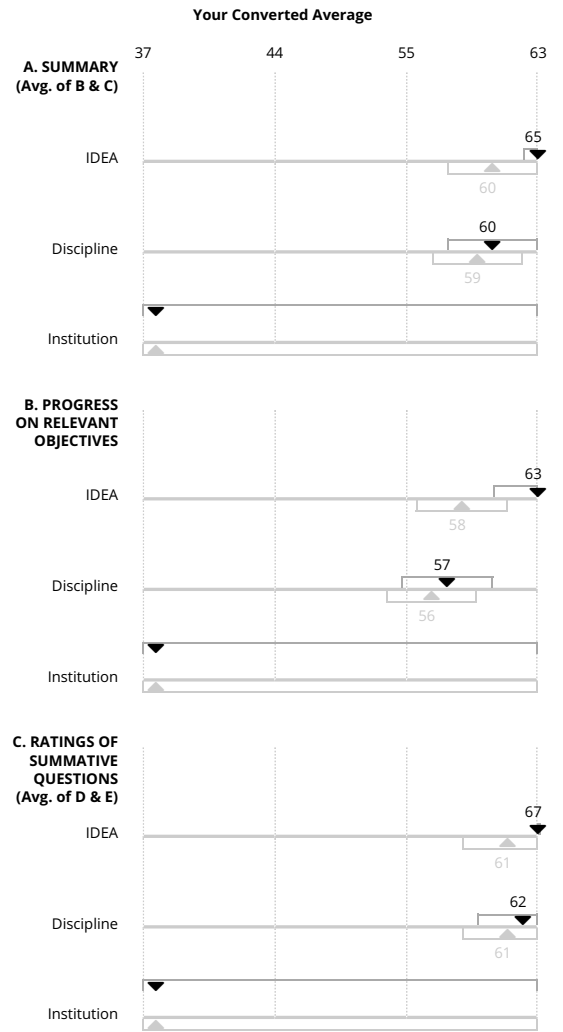 Your Converted Average
37 44 55 63
A. SUMMARY
(Avg. of B & C)
65
IDEA
60
60
Discipline
59
Institution
B. PROGRESS
ON RELEVANT
OBJECTIVES
63
IDEA
58
57
Discipline
56
Institution
C. RATINGS OF
SUMMATIVE
QUESTIONS
(Avg. of D & E)
67
IDEA
61
62
Discipline
61
Institution